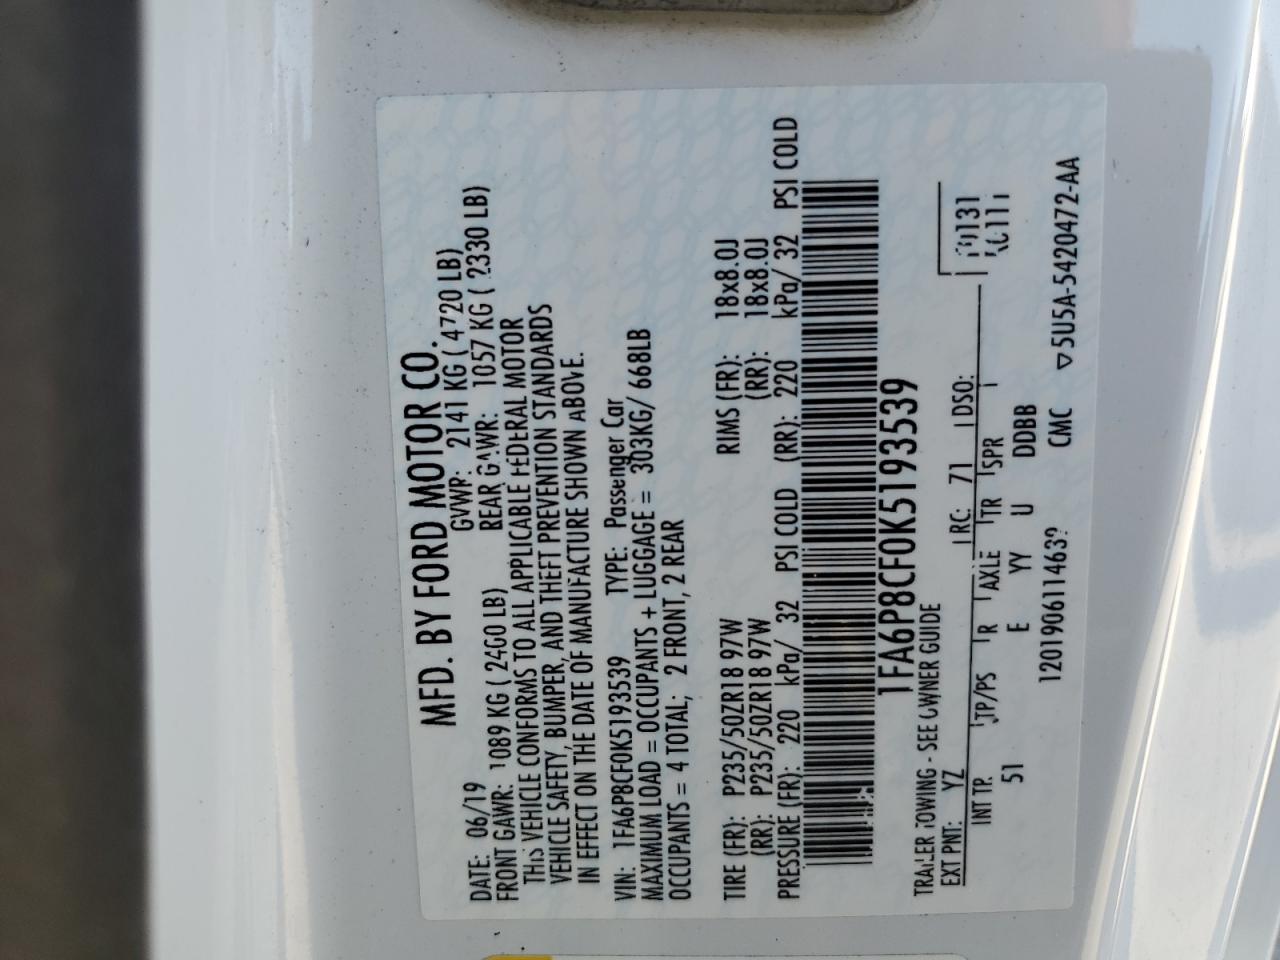 MFD. BY FORD MOTOR CO.
DATE: 06/19 GVWR: 2141 KG ( 4720 LB)
FRONT GAWR: 1089 KG ( 2400 LB) REAR GAWR: 1057 KG ( 2330 LB)
THIS VEHICLE CONFORMS TO ALL APPLICABLE FEDERAL MOTOR
VEHICLE SAFETY, BUMPER, AND THEFT PREVENTION STANDARDS
IN EFFECT ON THE DATE OF MANUFACTURE SHOWN ABOVE.
VIN: 1FA6P8CF0K5193539 TYPE: Passenger Car
MAXIMUM LOAD = OCCUPANTS + LUGGAGE = 303KG/ 668LB
OCCUPANTS = 4 TOTAL; 2 FRONT, 2 REAR
TIRE (FR): P235/50ZR18 97W RIMS (FR): 18x8.0J
(RR): P235/50ZR18 97W (RR): 18x8.0J
PRESSURE (FR): 220 kPa/ 32 PSI COLD (RR): 220 kPa/ 32 PSI COLD
1FA6P8CF0K5193539
TRAILER TOWING - SEE OWNER GUIDE
EXT PNT: YZ RC: 71 DSO:
INT TR TP/PS R AXLE TR SPR
51 E YY U DDBB
CMC ▽5U5A-5420472-AA